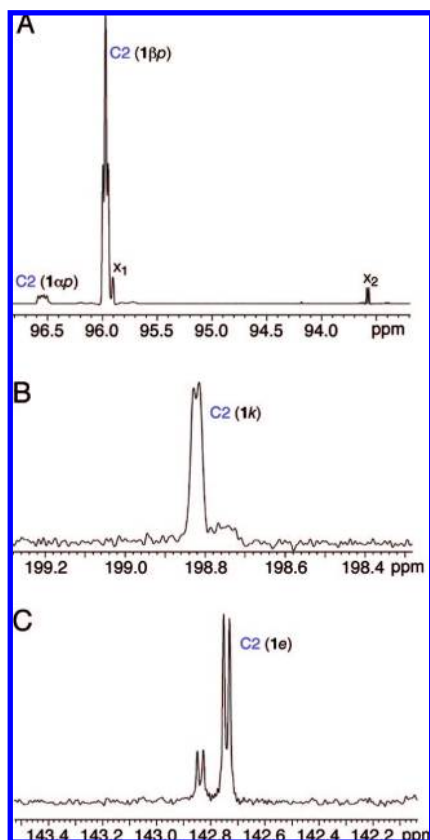 A
C2 (1βp)
C2 (1αp)
x1
x2
96.5 96.0 95.5 95.0 94.5 94.0 ppm
B
C2 (1k)
199.2 199.0 198.8 198.6 198.4 ppm
C
C2 (1e)
143.4 143.2 143.0 142.8 142.6 142.4 142.2 ppm